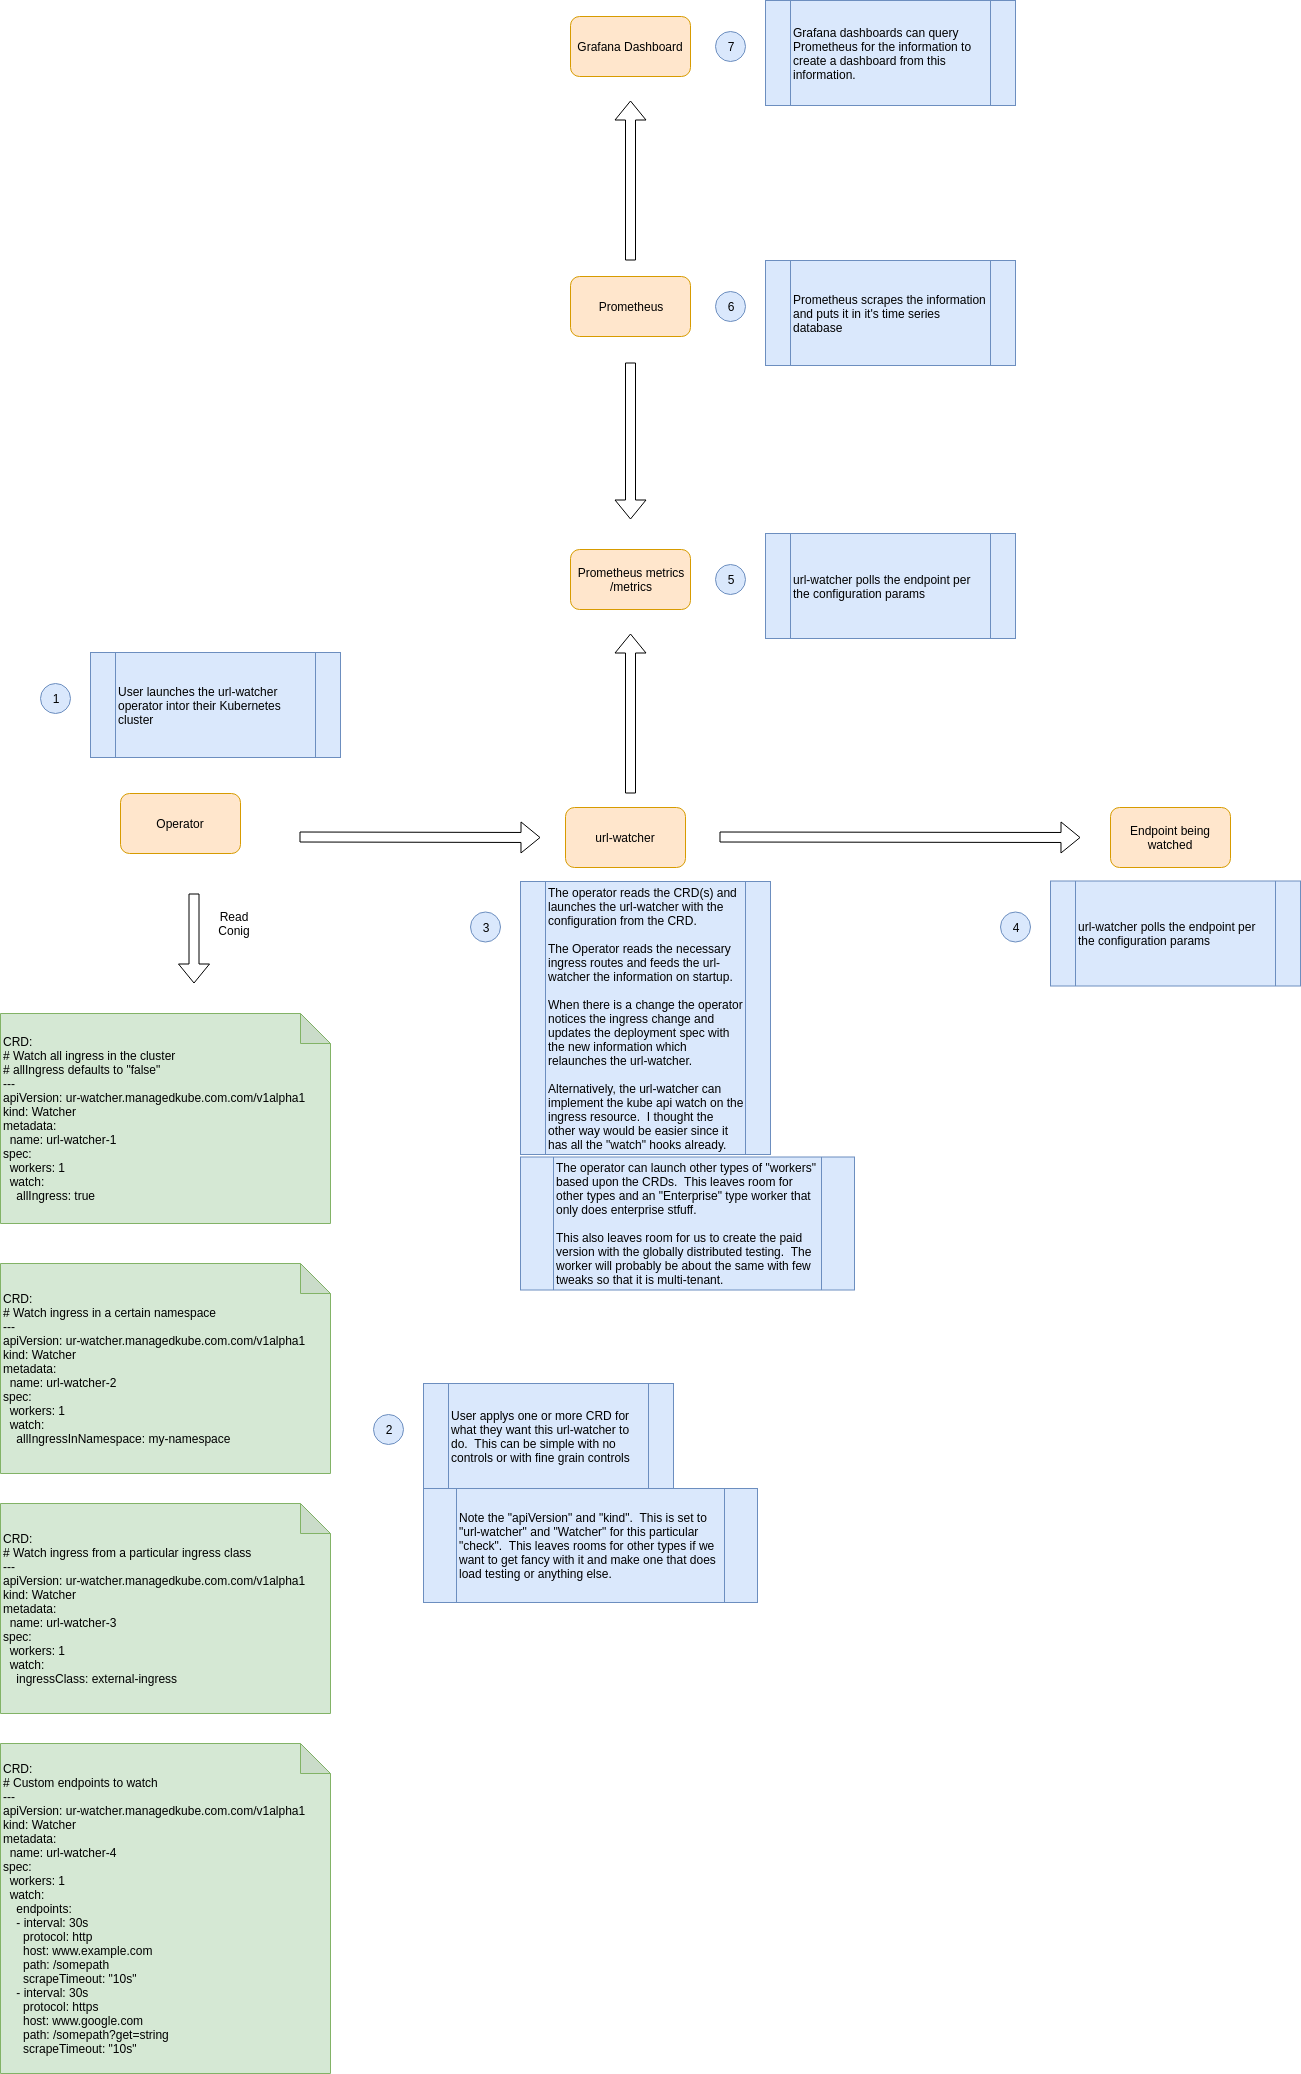 Grafana Dashboard
7
Grafana dashboards can query
Prometheus for the information to
create a dashboard from this
information.
Prometheus
6
Prometheus scrapes the information
and puts it in it's time series
database
Prometheus metrics
/metrics
5
url-watcher polls the endpoint per
the configuration params
1
User launches the url-watcher
operator intor their Kubernetes
cluster
Operator
url-watcher
Endpoint being
watched
Read
Conig
3
The operator reads the CRD(s) and
launches the url-watcher with the
configuration from the CRD.
The Operator reads the necessary
ingress routes and feeds the url-
watcher the information on startup.
When there is a change the operator
notices the ingress change and
updates the deployment spec with
the new information which
relaunches the url-watcher.
Alternatively, the url-watcher can
implement the kube api watch on the
ingress resource.  I thought the
other way would be easier since it
has all the "watch" hooks already.
The operator can launch other types of "workers"
based upon the CRDs.  This leaves room for
other types and an "Enterprise" type worker that
only does enterprise stfuff.
This also leaves room for us to create the paid
version with the globally distributed testing.  The
worker will probably be about the same with few
tweaks so that it is multi-tenant.
4
url-watcher polls the endpoint per
the configuration params
CRD:
# Watch all ingress in the cluster
# allIngress defaults to "false"
---
apiVersion: ur-watcher.managedkube.com.com/v1alpha1
kind: Watcher
metadata:
  name: url-watcher-1
spec:
  workers: 1
  watch:
    allIngress: true
CRD:
# Watch ingress in a certain namespace
---
apiVersion: ur-watcher.managedkube.com.com/v1alpha1
kind: Watcher
metadata:
  name: url-watcher-2
spec:
  workers: 1
  watch:
    allIngressInNamespace: my-namespace
2
User applys one or more CRD for
what they want this url-watcher to
do.  This can be simple with no
controls or with fine grain controls
Note the "apiVersion" and "kind".  This is set to
"url-watcher" and "Watcher" for this particular
"check".  This leaves rooms for other types if we
want to get fancy with it and make one that does
load testing or anything else.
CRD:
# Watch ingress from a particular ingress class
---
apiVersion: ur-watcher.managedkube.com.com/v1alpha1
kind: Watcher
metadata:
  name: url-watcher-3
spec:
  workers: 1
  watch:
    ingressClass: external-ingress
CRD:
# Custom endpoints to watch
---
apiVersion: ur-watcher.managedkube.com.com/v1alpha1
kind: Watcher
metadata:
  name: url-watcher-4
spec:
  workers: 1
  watch:
    endpoints:
    - interval: 30s
      protocol: http
      host: www.example.com
      path: /somepath
      scrapeTimeout: "10s"
    - interval: 30s
      protocol: https
      host: www.google.com
      path: /somepath?get=string
      scrapeTimeout: "10s"